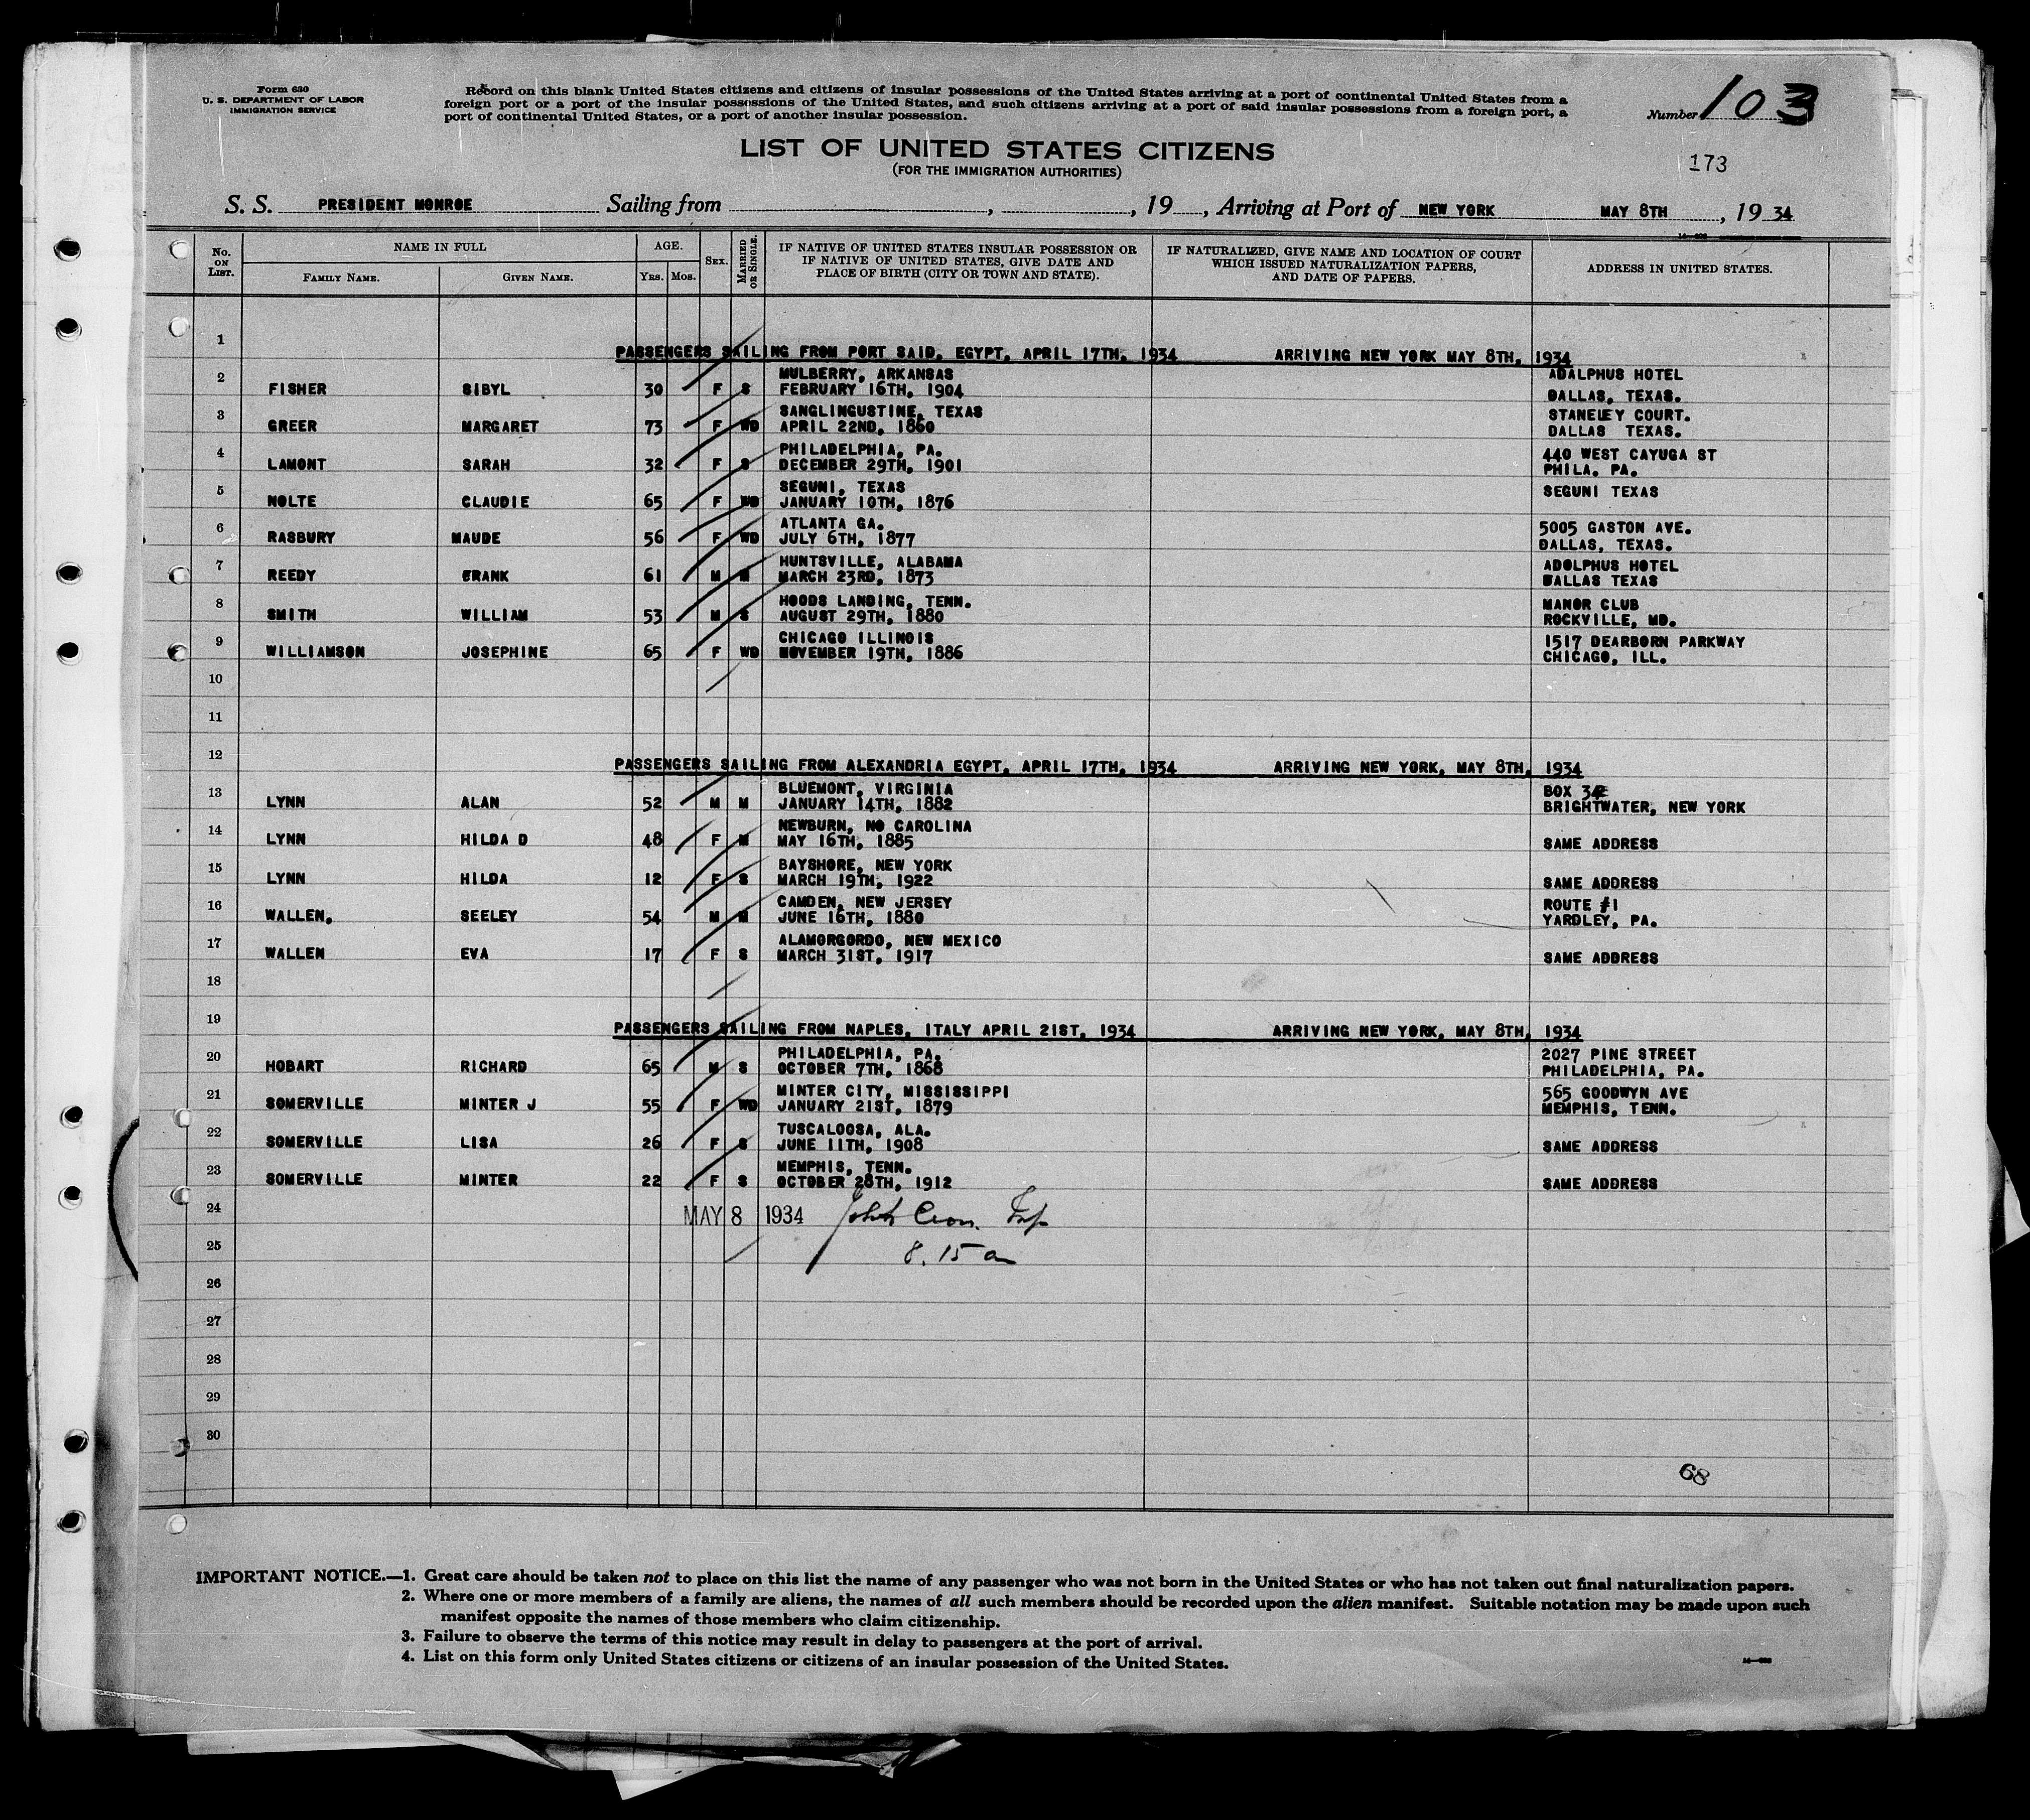 Form 630
U. S. DEPARTMENT OF LABOR
IMMIGRATION SERVICE
Record on this blank United States citizens and citizens of insular possessions of the United States arriving at a port of continental United States from a
foreign port or a port of the insular possessions of the United States, and such citizens arriving at a port of said insular possessions from a foreign port, a
port of continental United States, or a port of another insular possession.
Number 103
173
LIST OF UNITED STATES CITIZENS
(FOR THE IMMIGRATION AUTHORITIES)
S. S. PRESIDENT MONROE Sailing from , , 19 , Arriving at Port of NEW YORK MAY 8TH , 19 34
No. ON LIST. NAME IN FULL FAMILY NAME. GIVEN NAME. AGE. Yrs. Mos. SEX. MARRIED OR SINGLE.
IF NATIVE OF UNITED STATES INSULAR POSSESSION OR
IF NATIVE OF UNITED STATES, GIVE DATE AND
PLACE OF BIRTH (CITY OR TOWN AND STATE).
IF NATURALIZED, GIVE NAME AND LOCATION OF COURT
WHICH ISSUED NATURALIZATION PAPERS,
AND DATE OF PAPERS.
ADDRESS IN UNITED STATES.
1
PASSENGERS SAILING FROM PORT SAID, EGYPT, APRIL 17TH, 1934 ARRIVING NEW YORK MAY 8TH, 1934
2 MULBERRY, ARKANSAS ADALPHUS HOTEL
FISHER SIBYL 30 F S FEBRUARY 16TH, 1904 DALLAS, TEXAS.
3 SANGLINGUSTINE, TEXAS STANELEY COURT.
GREER MARGARET 73 F WD APRIL 22ND, 1860 DALLAS TEXAS.
4 PHILADELPHIA, PA. 440 WEST CAYUGA ST
LAMONT SARAH 32 F S DECEMBER 29TH, 1901 PHILA. PA.
5 SEGUNI, TEXAS SEGUNI TEXAS
NOLTE CLAUDIE 65 F WD JANUARY 10TH, 1876
6 ATLANTA GA. 5005 GASTON AVE.
RASBURY MAUDE 56 F WD JULY 6TH, 1877 DALLAS, TEXAS.
7 HUNTSVILLE, ALABAMA ADOLPHUS HOTEL
REEDY FRANK 61 M M MARCH 23RD, 1873 DALLAS TEXAS
8 HOODS LANDING, TENN. MANOR CLUB
SMITH WILLIAM 53 M S AUGUST 29TH, 1880 ROCKVILLE, MD.
9 CHICAGO ILLINOIS 1517 DEARBORN PARKWAY
WILLIAMSON JOSEPHINE 65 F WD NOVEMBER 19TH, 1886 CHICAGO, ILL.
10
11
12
PASSENGERS SAILING FROM ALEXANDRIA EGYPT, APRIL 17TH, 1934 ARRIVING NEW YORK, MAY 8TH, 1934
13 BLUEMONT, VIRGINIA BOX
LYNN ALAN 52 M M JANUARY 14TH, 1882 BRIGHTWATER, NEW YORK
14 NEWBURN, NO CAROLINA
LYNN HILDA D 48 F M MAY 16TH, 1885 SAME ADDRESS
15 BAYSHORE, NEW YORK
LYNN HILDA 12 F S MARCH 19TH, 1922 SAME ADDRESS
16 CAMDEN, NEW JERSEY ROUTE #1
WALLEN, SEELEY 54 M M JUNE 16TH, 1880 YARDLEY, PA.
17 ALAMORGORDO, NEW MEXICO
WALLEN EVA 17 F S MARCH 31ST, 1917 SAME ADDRESS
18
19
PASSENGERS SAILING FROM NAPLES, ITALY APRIL 21ST, 1934 ARRIVING NEW YORK, MAY 8TH, 1934
20 PHILADELPHIA, PA. 2027 PINE STREET
HOBART RICHARD 65 M S OCTOBER 7TH, 1868 PHILADELPHIA, PA.
21 MINTER CITY, MISSISSIPPI 565 GOODWYN AVE
SOMERVILLE MINTER J 55 F WD JANUARY 21ST, 1879 MEMPHIS, TENN.
22 TUSCALOOSA, ALA.
SOMERVILLE LISA 26 F S JUNE 11TH, 1908 SAME ADDRESS
23 MEMPHIS, TENN.
SOMERVILLE MINTER 22 F S OCTOBER 28TH, 1912 SAME ADDRESS
24 MAY 8 1934 John
25 8.15 a
26
27
28
29
30
68
IMPORTANT NOTICE.—1. Great care should be taken not to place on this list the name of any passenger who was not born in the United States or who has not taken out final naturalization papers.
2. Where one or more members of a family are aliens, the names of all such members should be recorded upon the alien manifest. Suitable notation may be made upon such
manifest opposite the names of those members who claim citizenship.
3. Failure to observe the terms of this notice may result in delay to passengers at the port of arrival.
4. List on this form only United States citizens or citizens of an insular possession of the United States.